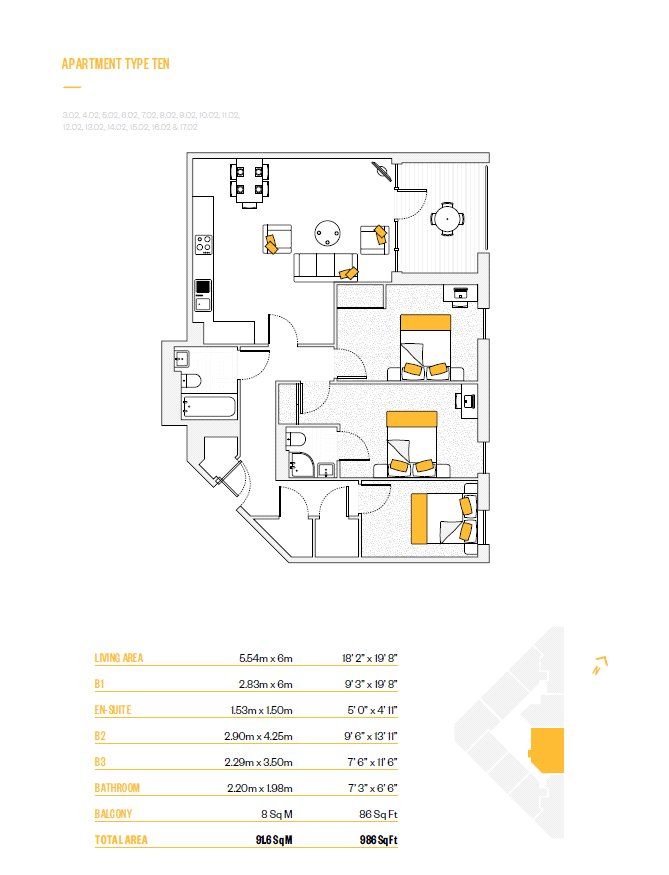 APARTMENT TYPE TEN
3.02, 4.02, 5.02, 6.02, 7.02, 8.02, 9.02, 10.02, 11.02,
12.02, 13.02, 14.02, 15.02, 16.02 & 17.02
LIVING AREA 5.54m x 6m 18' 2" x 19' 8"
B1 2.83m x 6m 9' 3" x 19' 8"
EN-SUITE 1.53m x 1.50m 5' 0" x 4' 11"
B2 2.90m x 4.25m 9' 6" x 13' 11"
B3 2.29m x 3.50m 7' 6" x 11' 6"
BATHROOM 2.20m x 1.98m 7' 3" x 6' 6"
BALCONY 8 Sq M 86 Sq Ft
TOTAL AREA 91.6 Sq M 986 Sq Ft
N